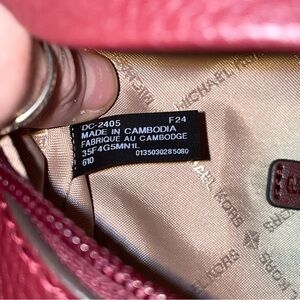 DC-2405 F24
MADE IN CAMBODIA
FABRIQUE AU CAMBODGE
35F4G5MN1L
610 0135030285080
MICHAEL KORS
MICHAEL KORS